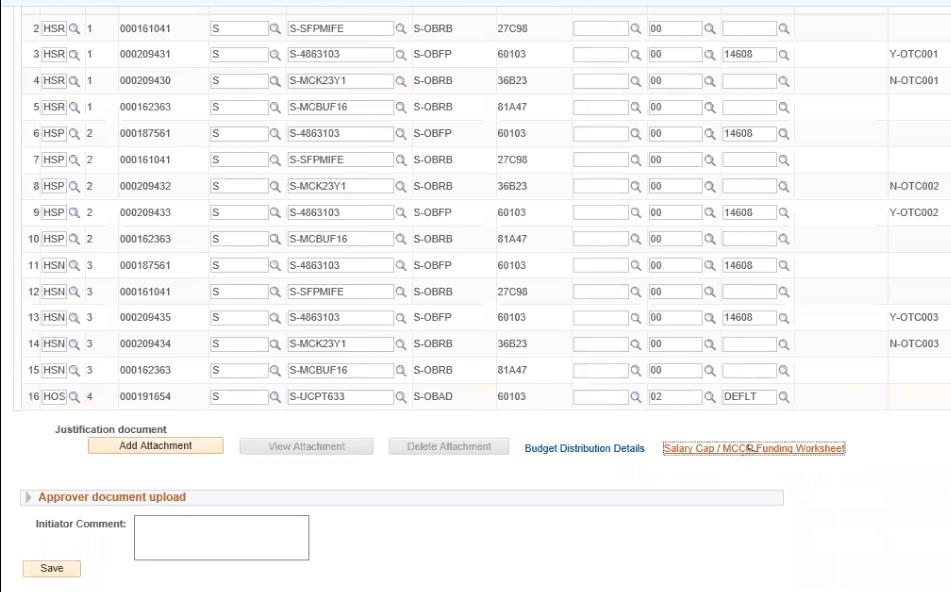 2 HSR 1 000161041 S S-SFPMIFE S-OBRB 27C98 00
3 HSR 1 000209431 S S-4863103 S-OBFP 60103 00 14608 Y-OTC001
4 HSR 1 000209430 S S-MCK23Y1 S-OBRB 36B23 00 N-OTC001
5 HSR 1 000162363 S S-MCBUF16 S-OBRB 81A47 00
6 HSP 2 000187561 S S-4863103 S-OBFP 60103 00 14608
7 HSP 2 000161041 S S-SFPMIFE S-OBRB 27C98 00
8 HSP 2 000209432 S S-MCK23Y1 S-OBRB 36B23 00 N-OTC002
9 HSP 2 000209433 S S-4863103 S-OBFP 60103 00 14608 Y-OTC002
10 HSP 2 000162363 S S-MCBUF16 S-OBRB 81A47 00
11 HSN 3 000187561 S S-4863103 S-OBFP 60103 00 14608
12 HSN 3 000161041 S S-SFPMIFE S-OBRB 27C98 00
13 HSN 3 000209435 S S-4863103 S-OBFP 60103 00 14608 Y-OTC003
14 HSN 3 000209434 S S-MCK23Y1 S-OBRB 36B23 00 N-OTC003
15 HSN 3 000162363 S S-MCBUF16 S-OBRB 81A47 00
16 HOS 4 000191654 S S-UCPT633 S-OBAD 60103 02 DEFLT
Justification document
Add Attachment View Attachment Delete Attachment Budget Distribution Details Salary Cap / MCOP Funding Worksheet
Approver document upload
Initiator Comment:
Save